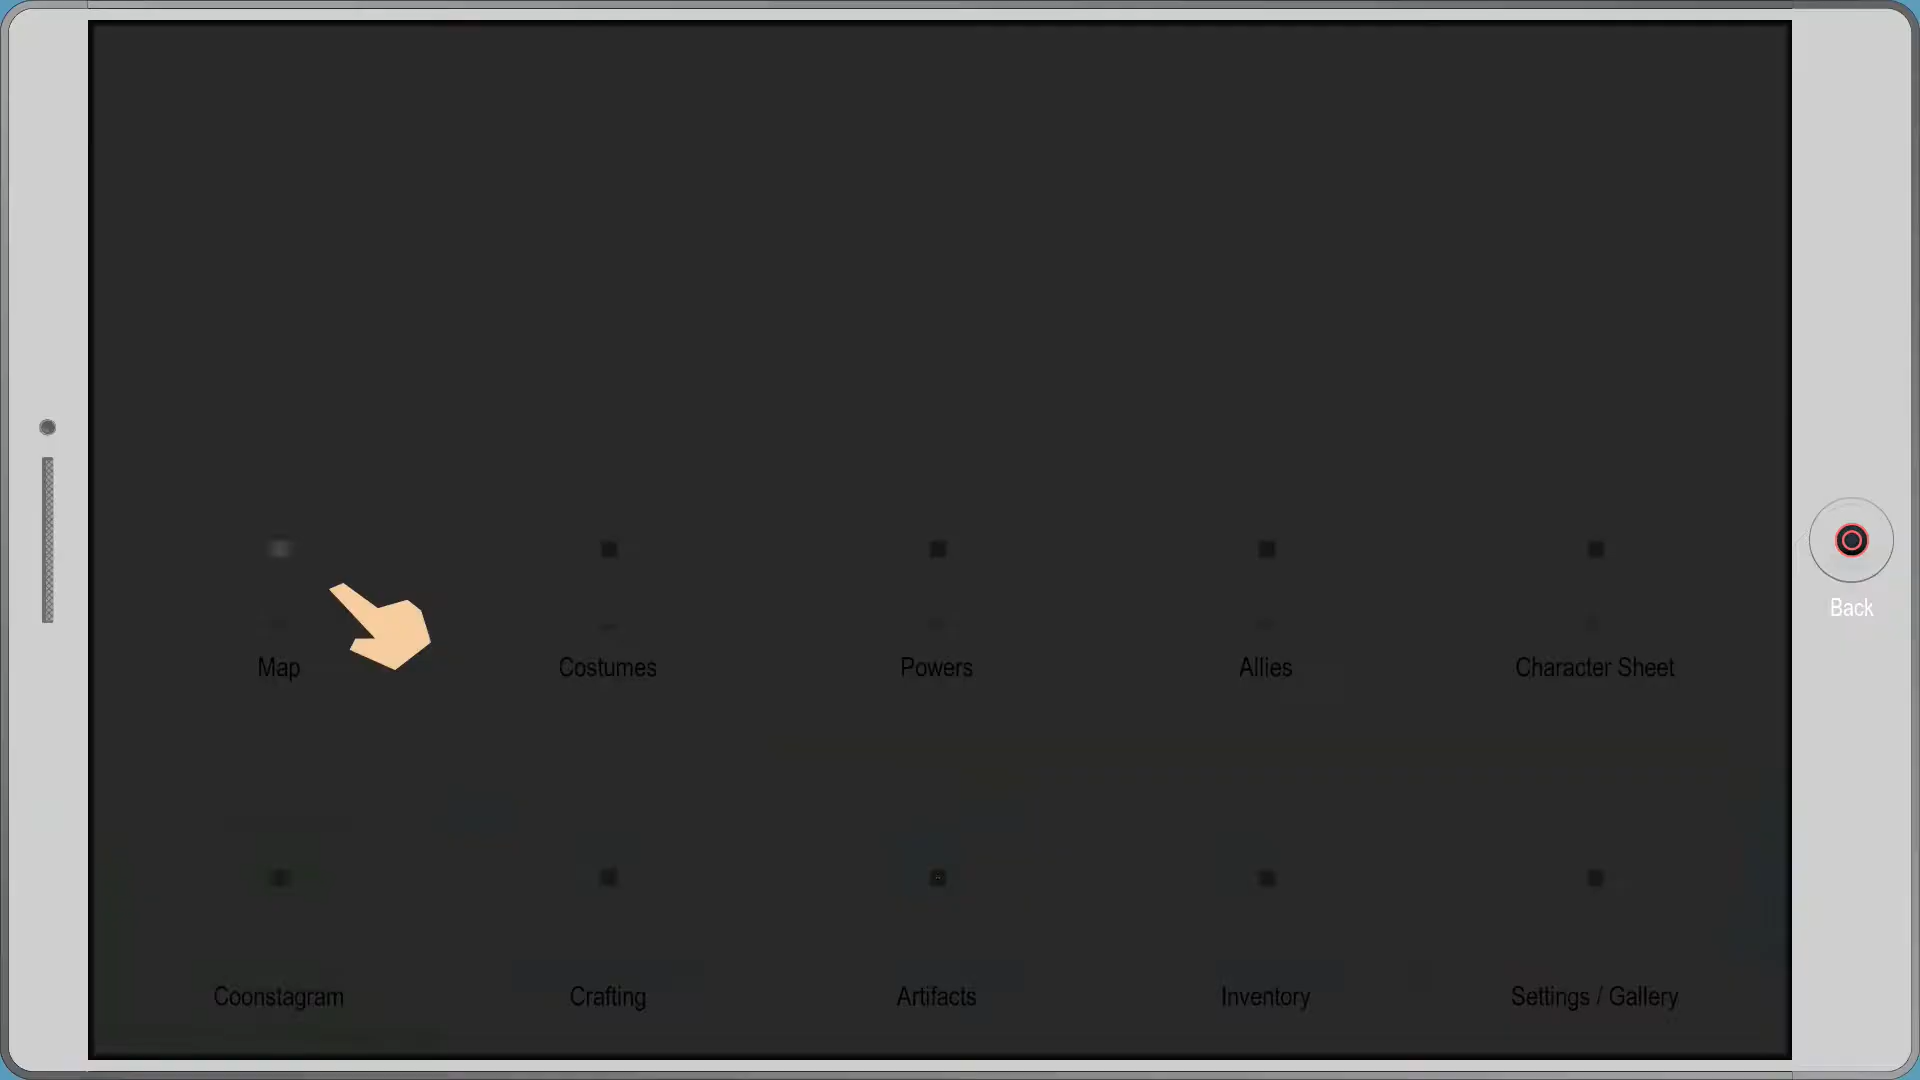 Back
Map
Costumes
Powers
Allies
Character Sheet
Coonstagram
Crafting
Artifacts
Inventory
Settings / Gallery